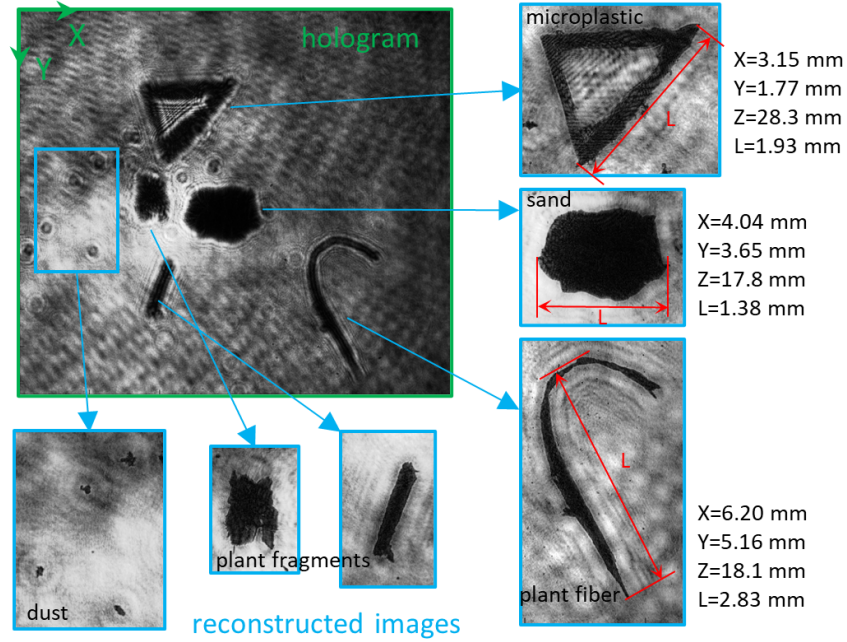 X
Y
hologram
microplastic
L
X=3.15 mm
Y=1.77 mm
Z=28.3 mm
L=1.93 mm
sand
L
X=4.04 mm
Y=3.65 mm
Z=17.8 mm
L=1.38 mm
L
plant fiber
X=6.20 mm
Y=5.16 mm
Z=18.1 mm
L=2.83 mm
dust
plant fragments
reconstructed images